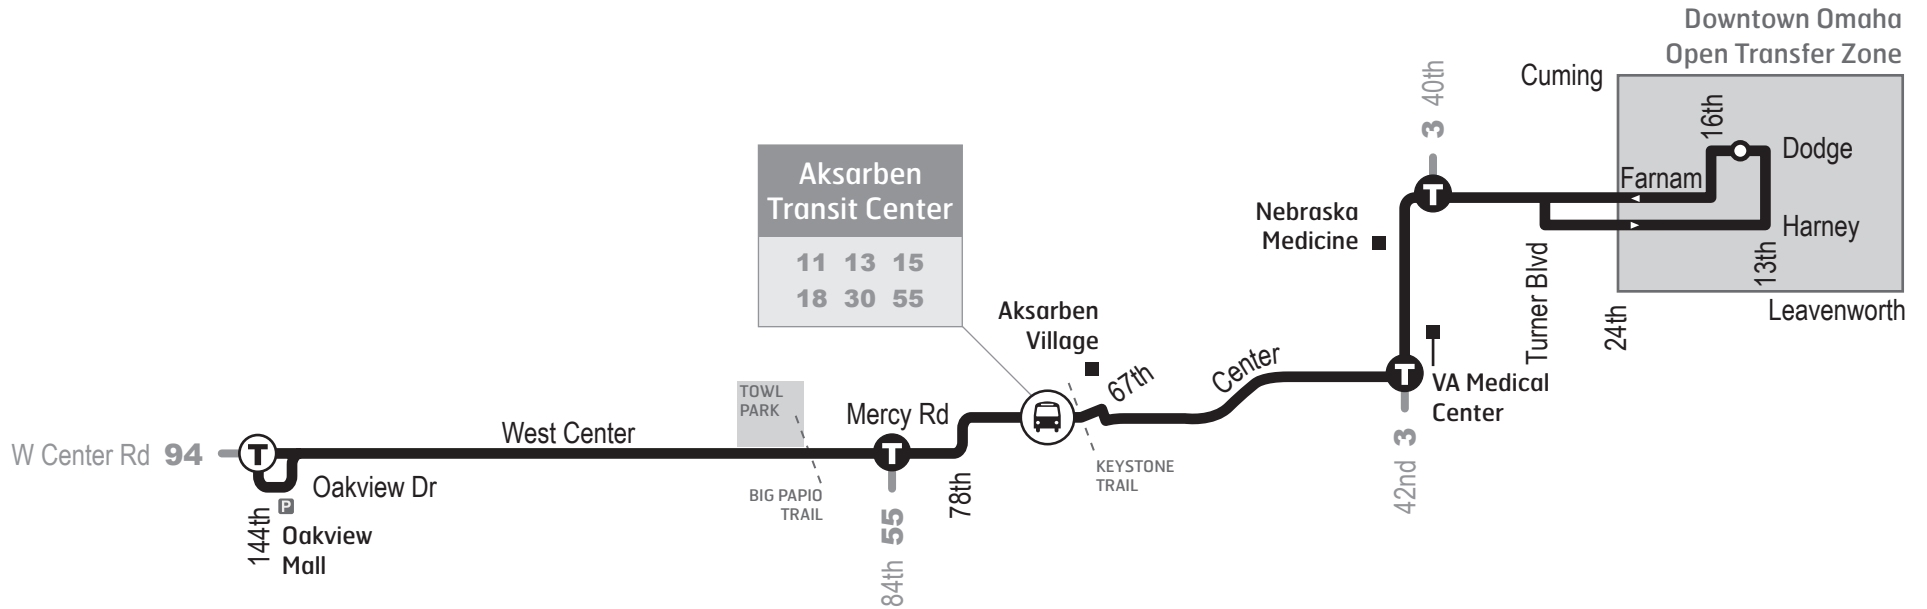 Downtown Omaha
Open Transfer Zone
Cuming
3 40th
16th
Dodge
Farnam
Harney
13th
Turner Blvd
24th
Leavenworth
Nebraska
Medicine
T
Aksarben
Transit Center
11 13 15
18 30 55
Aksarben
Village
67th
Center
T
VA Medical
Center
42nd 3
KEYSTONE
TRAIL
TOWL
PARK
Mercy Rd
T
78th
84th 55
BIG PAPIO
TRAIL
West Center
W Center Rd 94
T
Oakview Dr
P
144th
Oakview
Mall